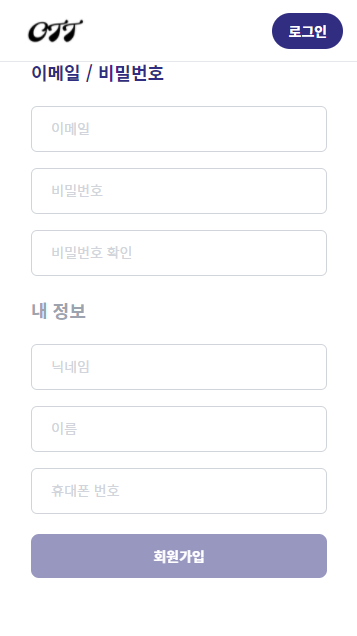 OTT
로그인
이메일 / 비밀번호
이메일
비밀번호
비밀번호 확인
내 정보
닉네임
이름
휴대폰 번호
회원가입